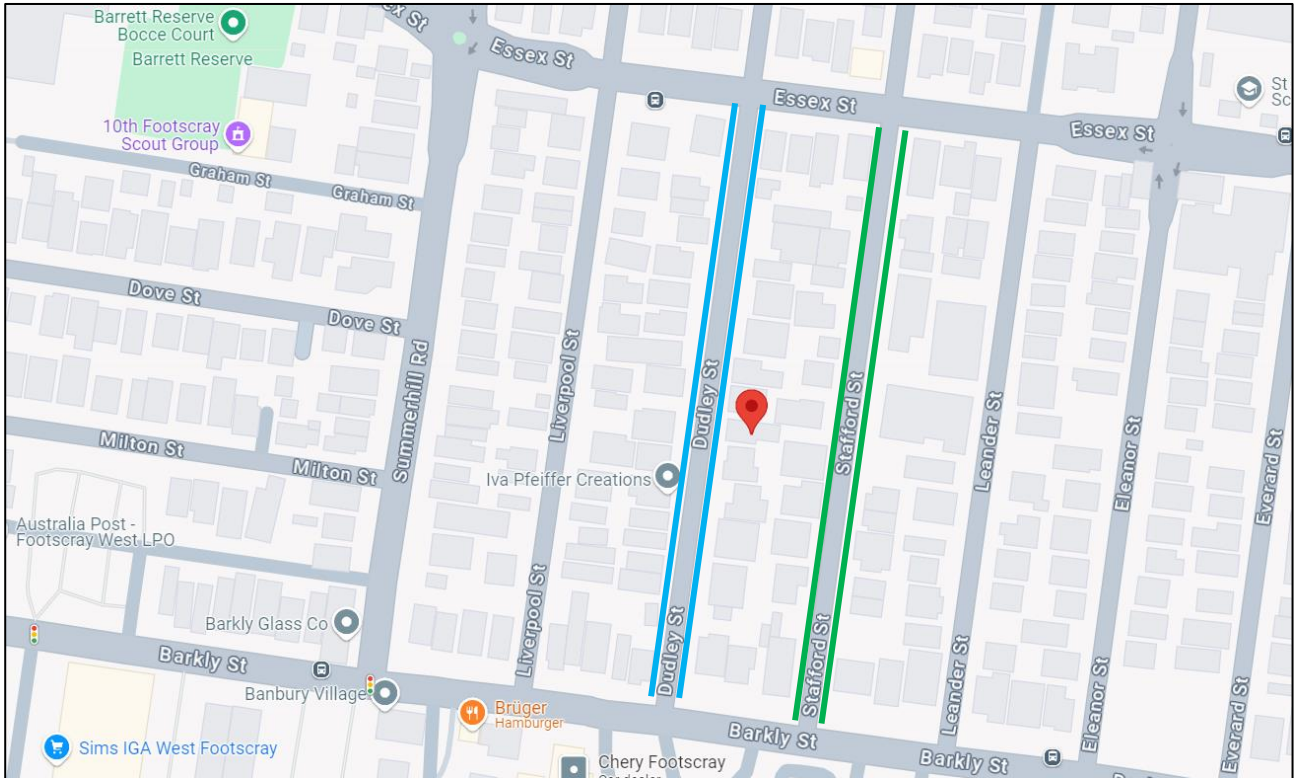 Barrett Reserve
Bocce Court
Barrett Reserve
Essex St
Essex St
Essex St
Essex St
St
Sc
10th Footscray
Scout Group
Graham St
Graham St
Dove St
Dove St
Summerhill Rd
Liverpool St
Dudley St
Stafford St
Leander St
Eleanor St
Everard St
Milton St
Milton St
Iva Pfeiffer Creations
Australia Post -
Footscray West LPO
Liverpool St
Dudley St
Stafford St
Leander St
Eleanor St
Everard St
Barkly Glass Co
Barkly St
Banbury Village
Brüger
Hamburger
Barkly St
Barkly St
Sims IGA West Footscray
Chery Footscray